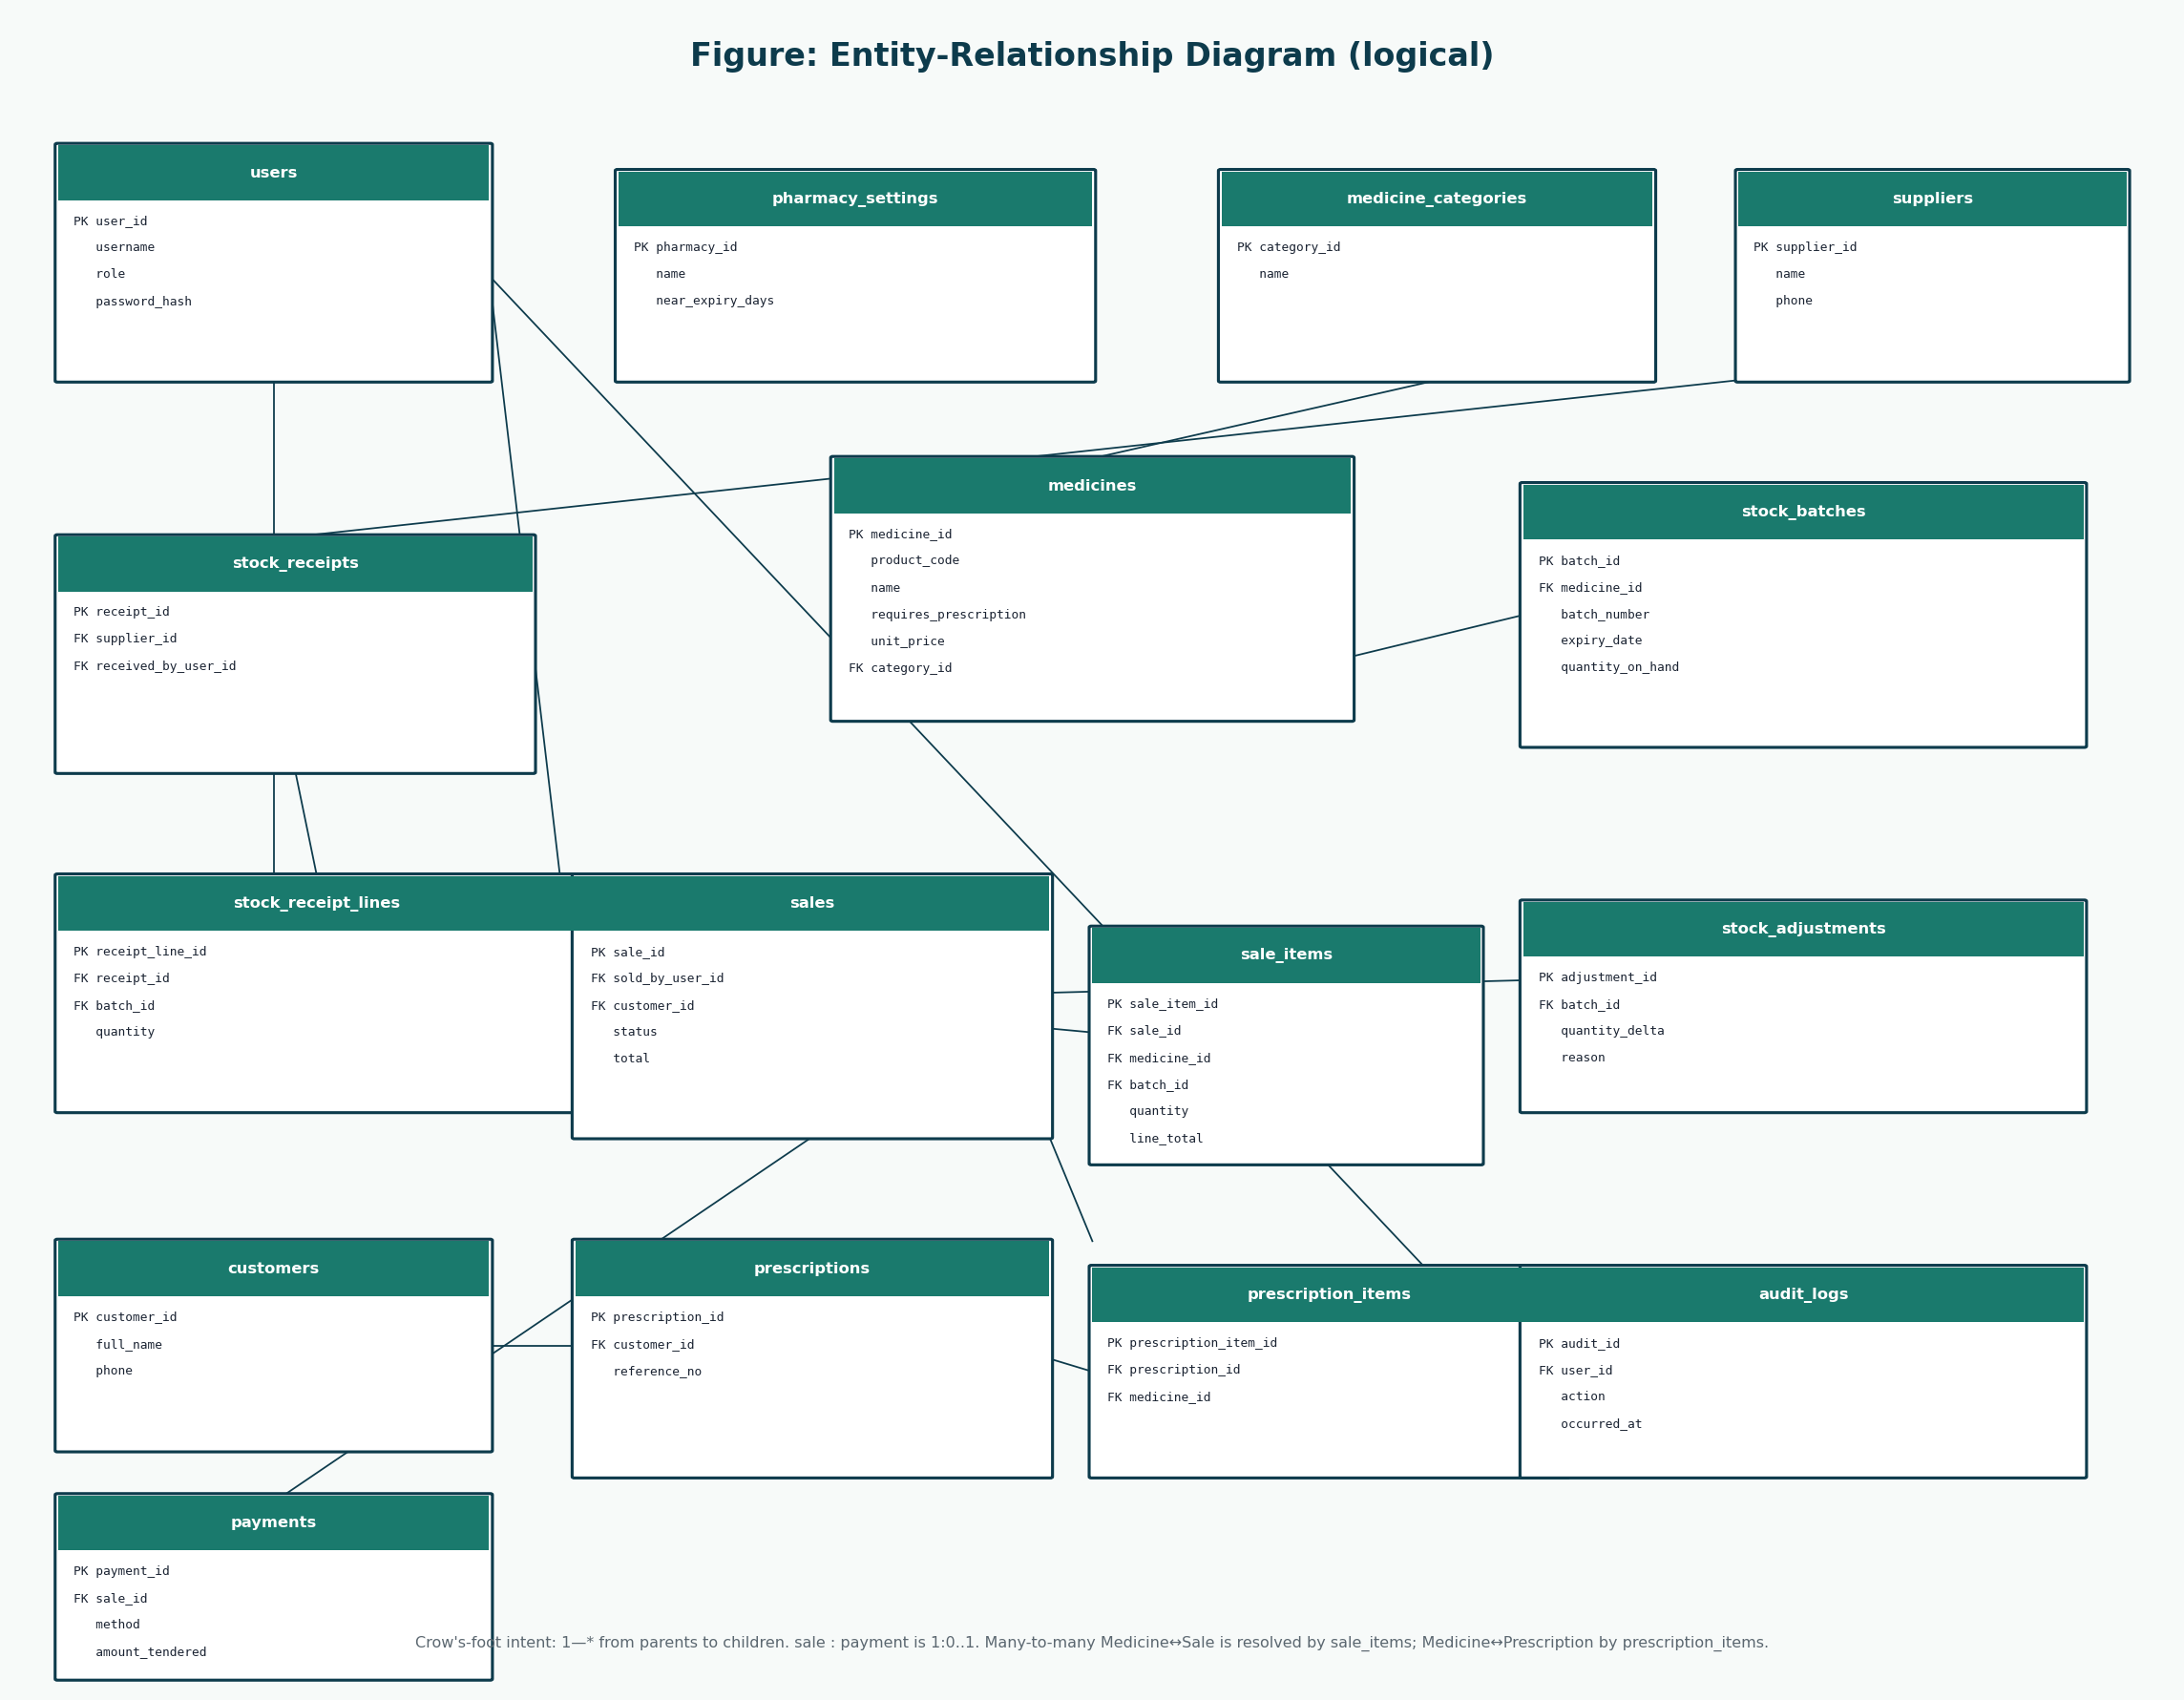 Figure: Entity-Relationship Diagram (logical)
users
PK user_id
username
role
password_hash
pharmacy_settings
PK pharmacy_id
name
near_expiry_days
medicine_categories
PK category_id
name
suppliers
PK supplier_id
name
phone
stock_receipts
PK receipt_id
FK supplier_id
FK received_by_user_id
medicines
PK medicine_id
product_code
name
requires_prescription
unit_price
FK category_id
stock_batches
PK batch_id
FK medicine_id
batch_number
expiry_date
quantity_on_hand
stock_receipt_lines
PK receipt_line_id
FK receipt_id
FK batch_id
quantity
sales
PK sale_id
FK sold_by_user_id
FK customer_id
status
total
sale_items
PK sale_item_id
FK sale_id
FK medicine_id
FK batch_id
quantity
line_total
stock_adjustments
PK adjustment_id
FK batch_id
quantity_delta
reason
customers
PK customer_id
full_name
phone
prescriptions
PK prescription_id
FK customer_id
reference_no
prescription_items
PK prescription_item_id
FK prescription_id
FK medicine_id
audit_logs
PK audit_id
FK user_id
action
occurred_at
payments
PK payment_id
FK sale_id
method
amount_tendered
Crow's-foot intent: 1—* from parents to children. sale : payment is 1:0..1. Many-to-many Medicine↔Sale is resolved by sale_items; Medicine↔Prescription by prescription_items.